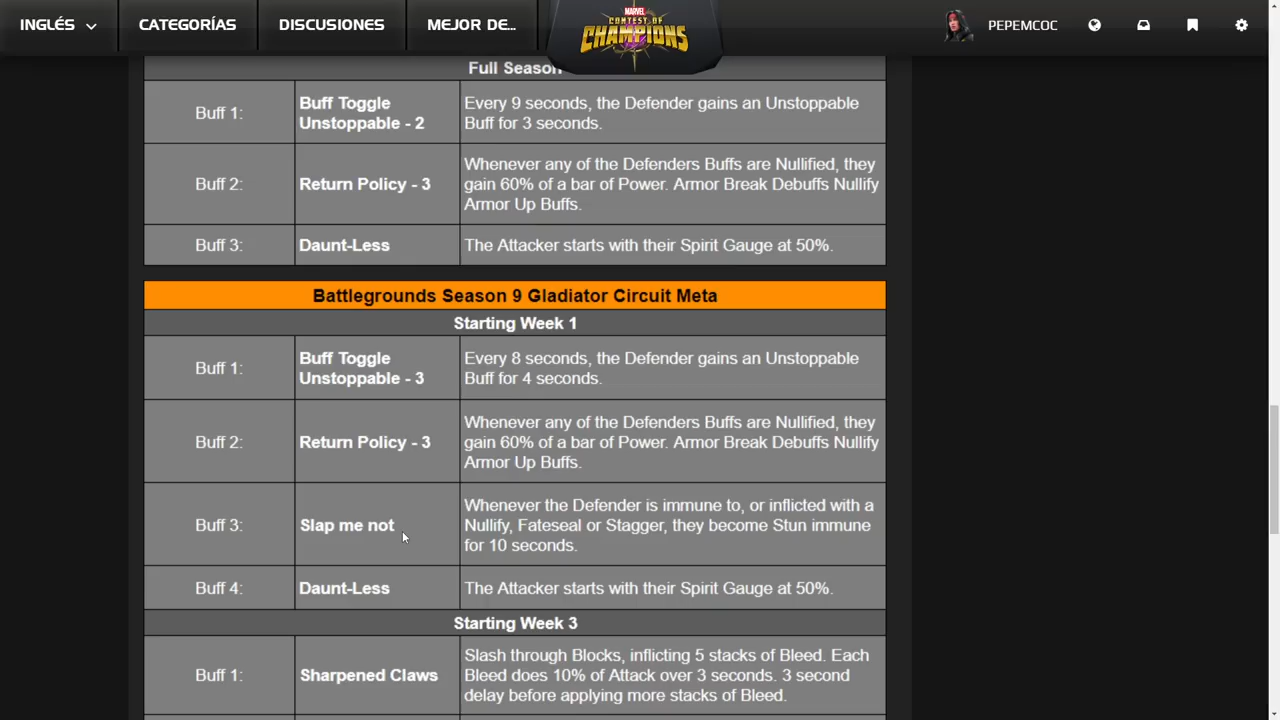 INGLÉS
CATEGORÍAS
DISCUSIONES
MEJOR DE...
MARVEL
CONTEST OF
CHAMPIONS
PEPEMCOC
Full Season
Buff 1:
Buff Toggle
Unstoppable - 2
Every 9 seconds, the Defender gains an Unstoppable
Buff for 3 seconds.
Buff 2:
Return Policy - 3
Whenever any of the Defenders Buffs are Nullified, they
gain 60% of a bar of Power. Armor Break Debuffs Nullify
Armor Up Buffs.
Buff 3:
Daunt-Less
The Attacker starts with their Spirit Gauge at 50%.
Battlegrounds Season 9 Gladiator Circuit Meta
Starting Week 1
Buff 1:
Buff Toggle
Unstoppable - 3
Every 8 seconds, the Defender gains an Unstoppable
Buff for 4 seconds.
Buff 2:
Return Policy - 3
Whenever any of the Defenders Buffs are Nullified, they
gain 60% of a bar of Power. Armor Break Debuffs Nullify
Armor Up Buffs.
Buff 3:
Slap me not
Whenever the Defender is immune to, or inflicted with a
Nullify, Fateseal or Stagger, they become Stun immune
for 10 seconds.
Buff 4:
Daunt-Less
The Attacker starts with their Spirit Gauge at 50%.
Starting Week 3
Buff 1:
Sharpened Claws
Slash through Blocks, inflicting 5 stacks of Bleed. Each
Bleed does 10% of Attack over 3 seconds. 3 second
delay before applying more stacks of Bleed.